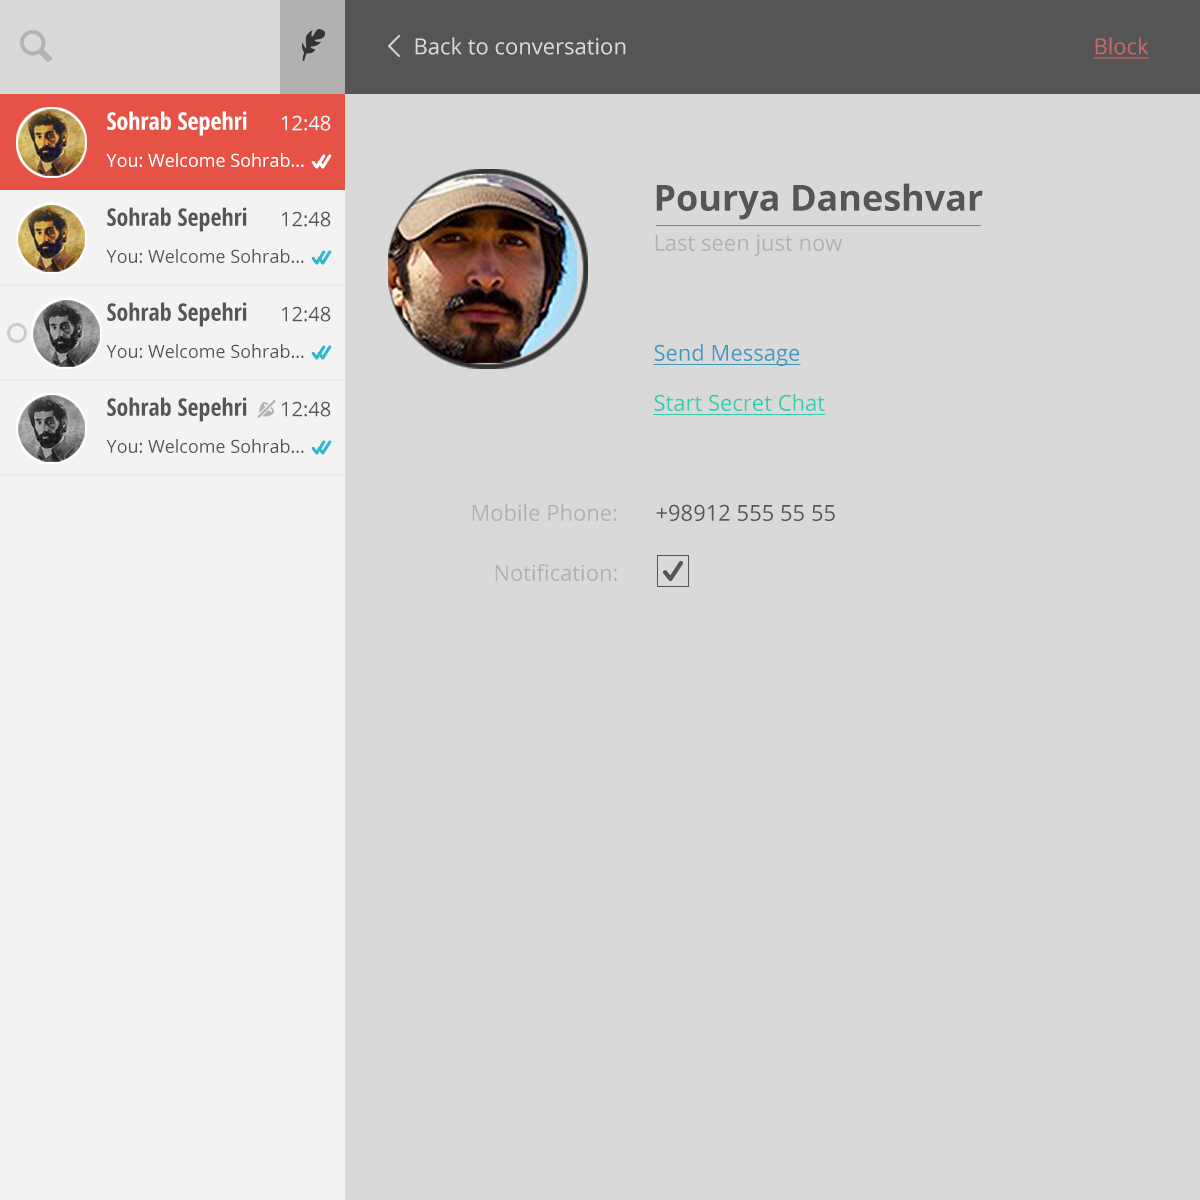 Back to conversation
Block
Sohrab Sepehri 12:48
You: Welcome Sohrab...
Sohrab Sepehri 12:48
You: Welcome Sohrab...
Sohrab Sepehri 12:48
You: Welcome Sohrab...
Sohrab Sepehri 12:48
You: Welcome Sohrab...
Pourya Daneshvar
Last seen just now
Send Message
Start Secret Chat
Mobile Phone: +98912 555 55 55
Notification: